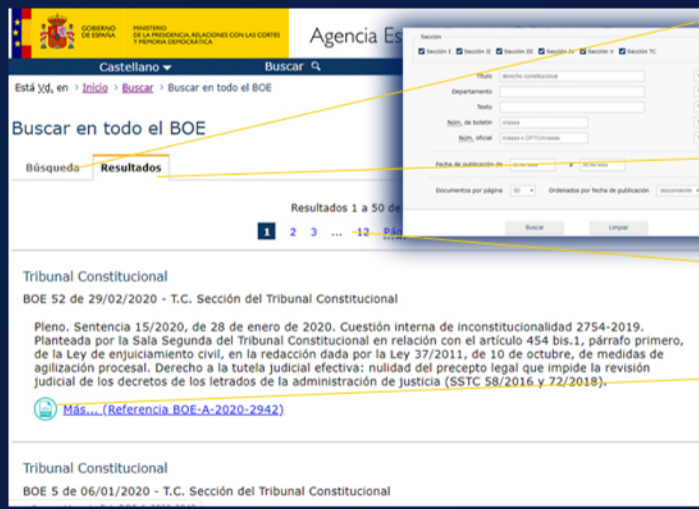 GOBIERNO
DE ESPAÑA
MINISTERIO
DE LA PRESIDENCIA, RELACIONES CON LAS CORTES
Y MEMORIA DEMOCRÁTICA
Agencia Es
Castellano
Buscar
Está Vd. en > Inicio > Buscar > Buscar en todo el BOE
Buscar en todo el BOE
Búsqueda Resultados
Resultados 1 a 50 de
1 2 3 ... 12 Pág
Sección
Sección I Sección II Sección III Sección IV Sección V Sección TC
Título derecho constitucional
Departamento
Texto
Núm. de boletín n/aaaa
Núm. oficial
Fecha de publicación de a
Documentos por página 50 Ordenados por fecha de publicación descendente
Buscar Limpiar
Tribunal Constitucional
BOE 52 de 29/02/2020 - T.C. Sección del Tribunal Constitucional
Pleno. Sentencia 15/2020, de 28 de enero de 2020. Cuestión interna de inconstitucionalidad 2754-2019.
Planteada por la Sala Segunda del Tribunal Constitucional en relación con el artículo 454 bis.1, párrafo primero,
de la Ley de enjuiciamiento civil, en la redacción dada por la Ley 37/2011, de 10 de octubre, de medidas de
agilización procesal. Derecho a la tutela judicial efectiva: nulidad del precepto legal que impide la revisión
judicial de los decretos de los letrados de la administración de justicia (SSTC 58/2016 y 72/2018).
Más... (Referencia BOE-A-2020-2942)
Tribunal Constitucional
BOE 5 de 06/01/2020 - T.C. Sección del Tribunal Constitucional